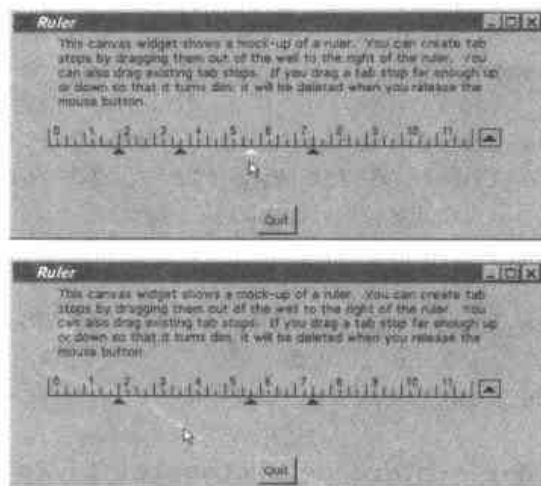 Ruler
This canvas widget shows a mock-up of a ruler. You can create tab
stops by dragging them out of the well to the right of the ruler. You
can also drag existing tab stops. If you drag a tab stop far enough up
or down so that it turns dim, it will be deleted when you release the
mouse button.
0 1 2 3 4 5 6 7 8 9 10 11
Quit
Ruler
This canvas widget shows a mock-up of a ruler. You can create tab
stops by dragging them out of the well to the right of the ruler. You
can also drag existing tab stops. If you drag a tab stop far enough up
or down so that it turns dim, it will be deleted when you release the
mouse button.
0 1 2 3 4 5 6 7 8 9 10 11
Quit